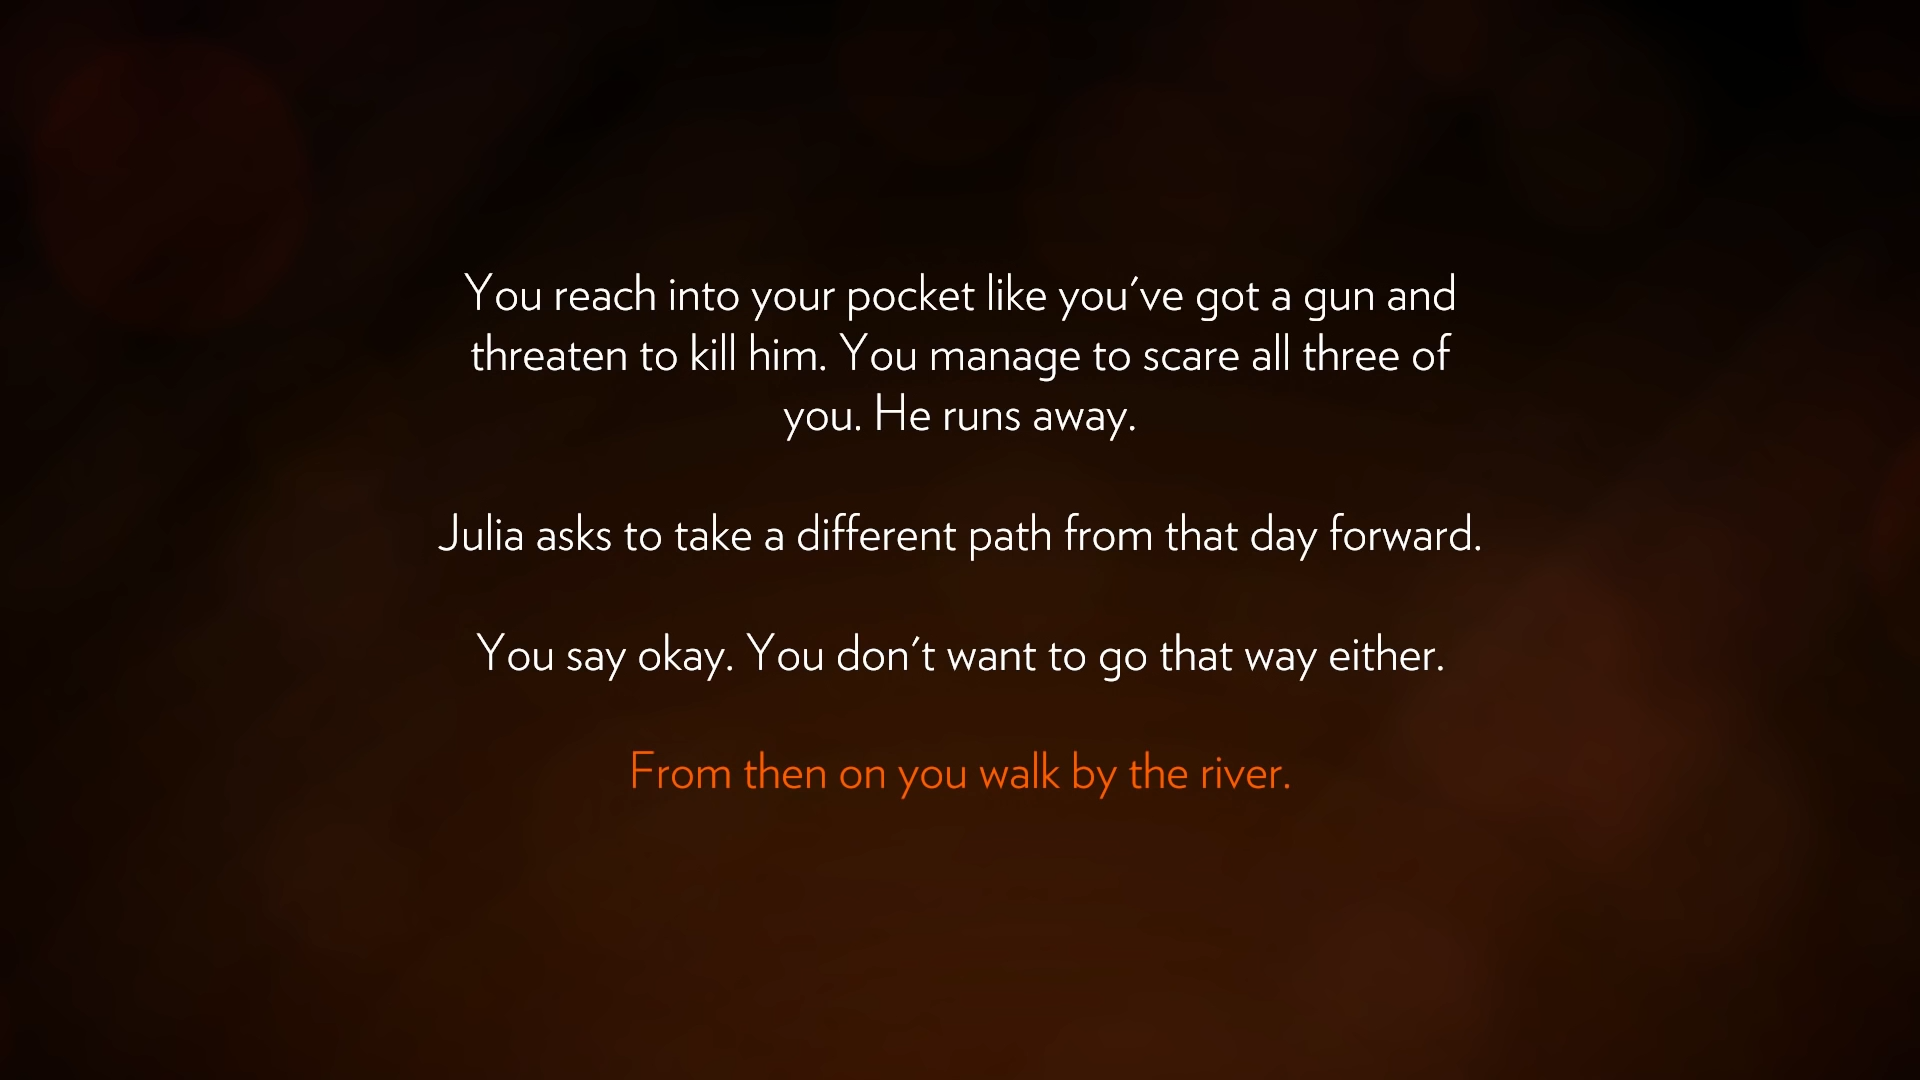 You reach into your pocket like you've got a gun and
threaten to kill him. You manage to scare all three of
you. He runs away.
Julia asks to take a different path from that day forward.
You say okay. You don't want to go that way either.
From then on you walk by the river.